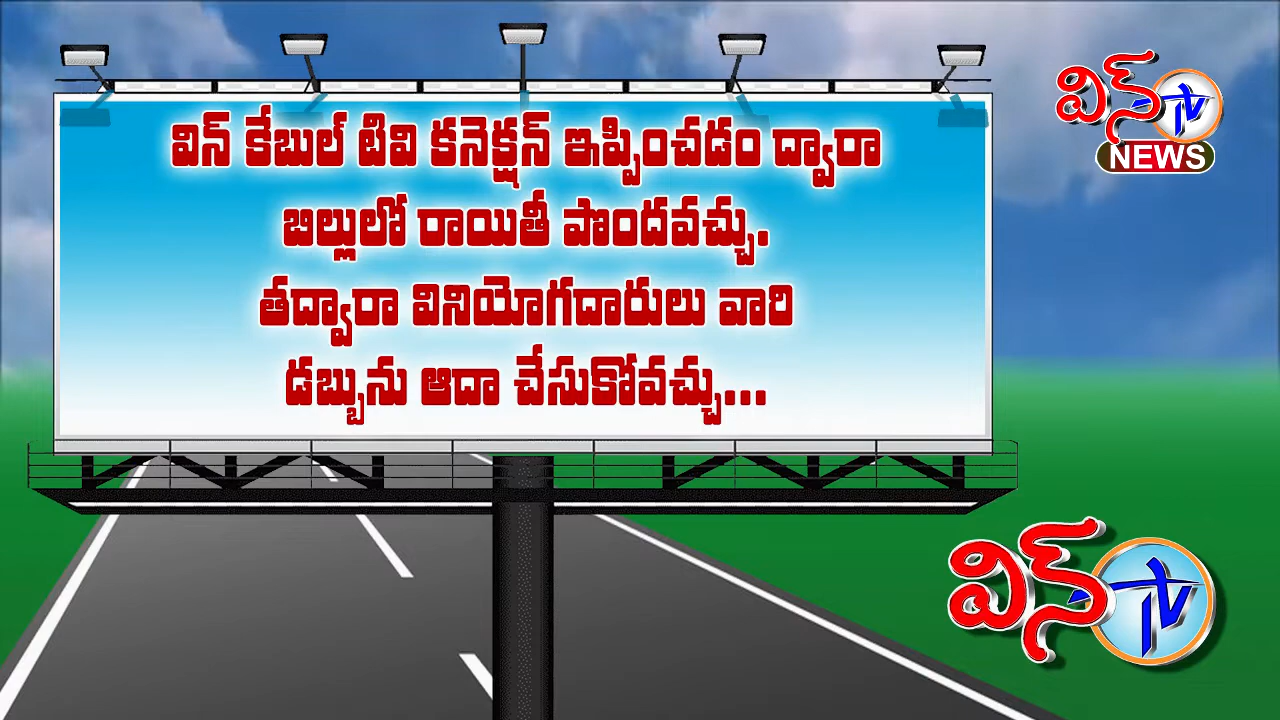 విన్ కేబుల్ టివి కనెక్షన్ ఇప్పించడం ద్వారా
బిల్లులో రాయితీ పొందవచ్చు.
తద్వారా వినియోగదారులు వారి
డబ్బును ఆదా చేసుకోవచ్చు...
విన్ TV
NEWS
విన్ TV